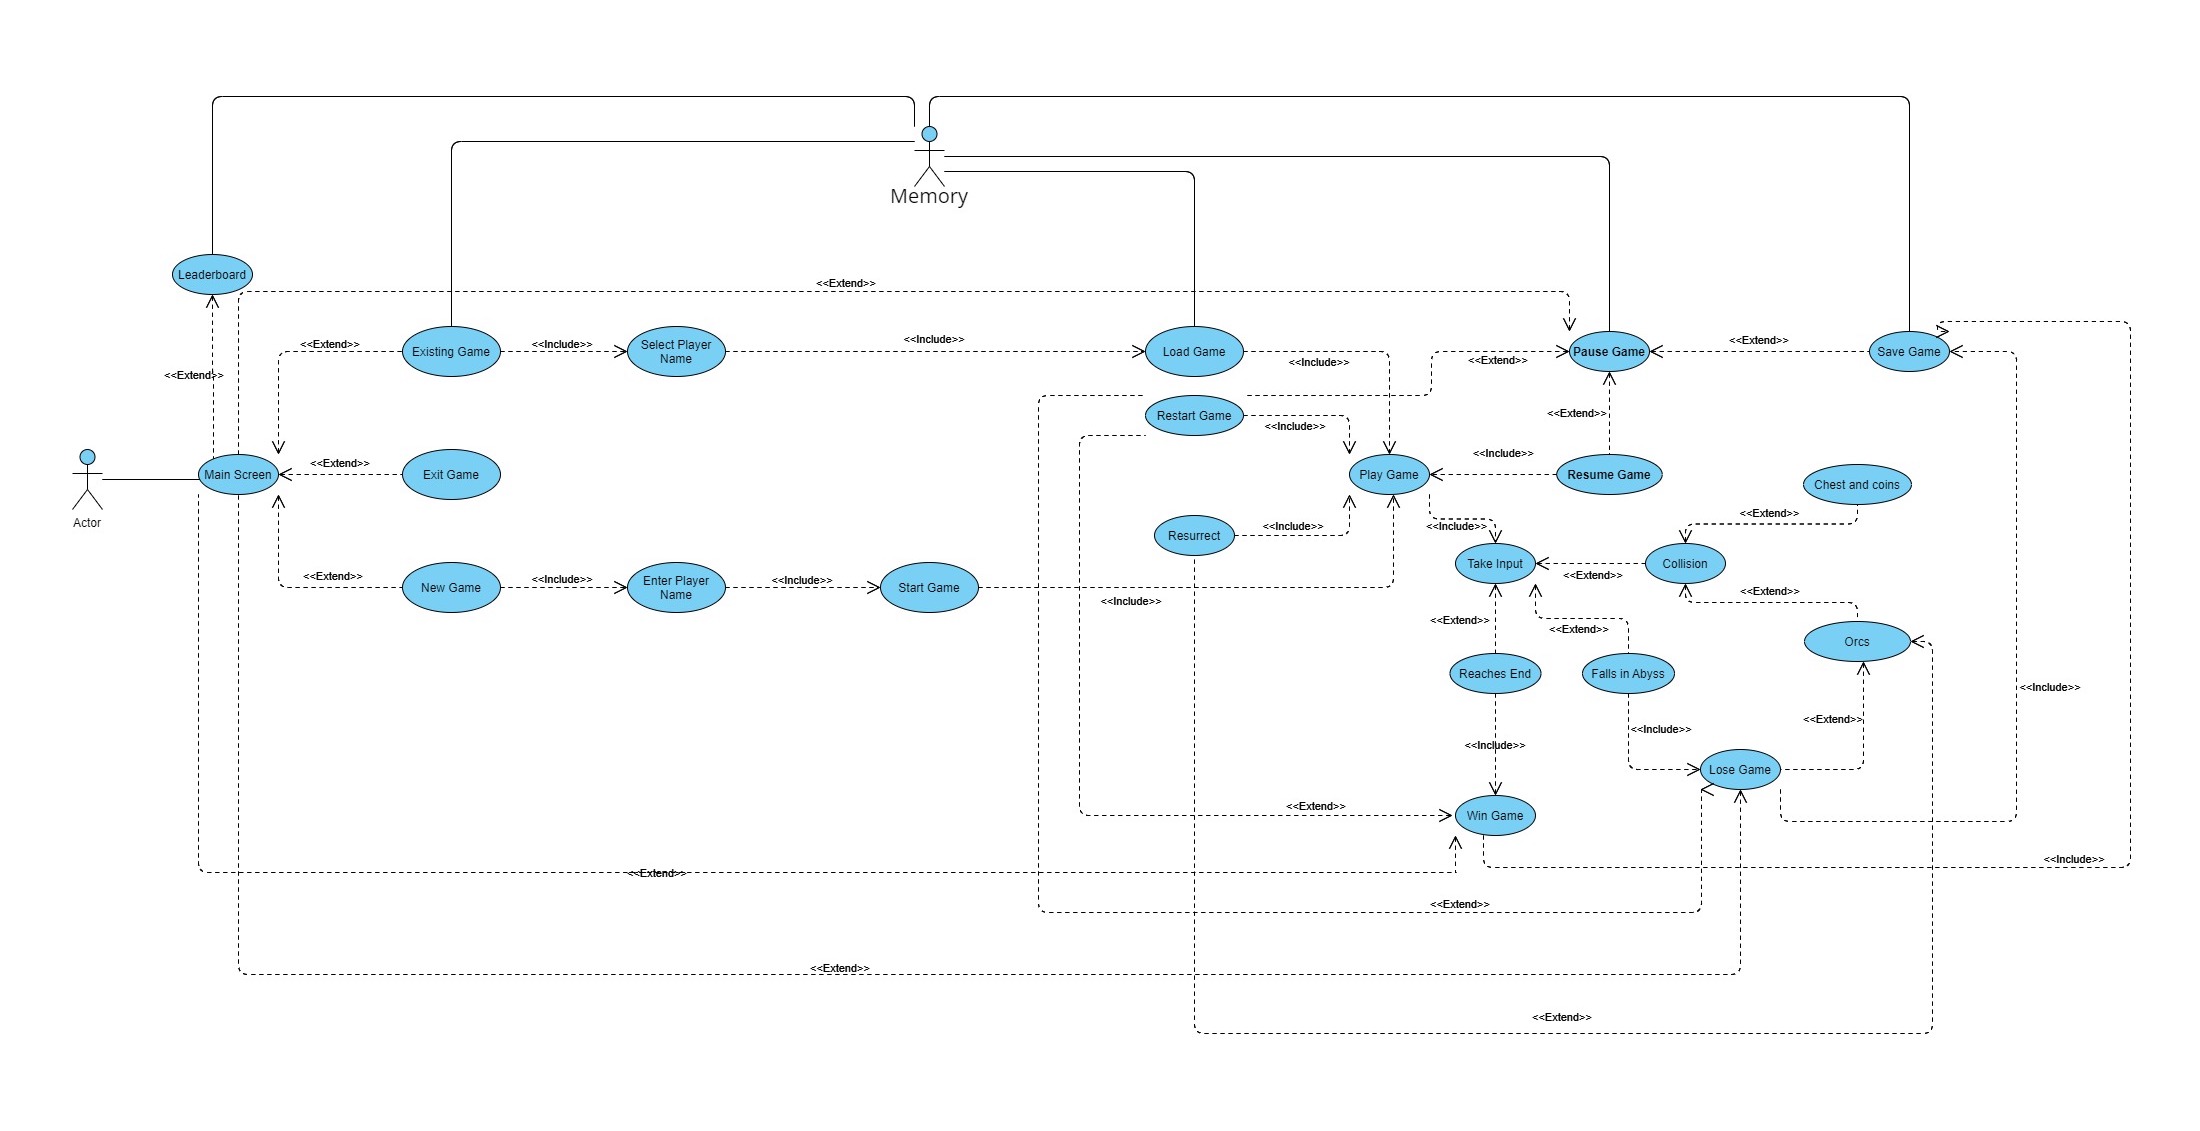 Memory
Leaderboard
<<Extend>>
<<Extend>>
Existing Game
<<Include>>
Select Player
Name
<<Include>>
Load Game
<<Include>>
<<Extend>>
Pause Game
<<Extend>>
Save Game
<<Extend>>
<<Extend>>
Restart Game
<<Include>>
<<Extend>>
Actor
Main Screen
<<Extend>>
Exit Game
Play Game
<<Include>>
Resume Game
Chest and coins
<<Extend>>
Resurrect
<<Include>>
<<Include>>
Take Input
<<Extend>>
Collision
<<Extend>>
New Game
<<Include>>
Enter Player
Name
<<Include>>
Start Game
<<Include>>
<<Extend>>
<<Extend>>
<<Extend>>
Orcs
Reaches End
Falls in Abyss
<<Include>>
<<Extend>>
<<Include>>
<<Include>>
Lose Game
<<Extend>>
Win Game
<<Include>>
<<Extend>>
<<Extend>>
<<Extend>>
<<Extend>>